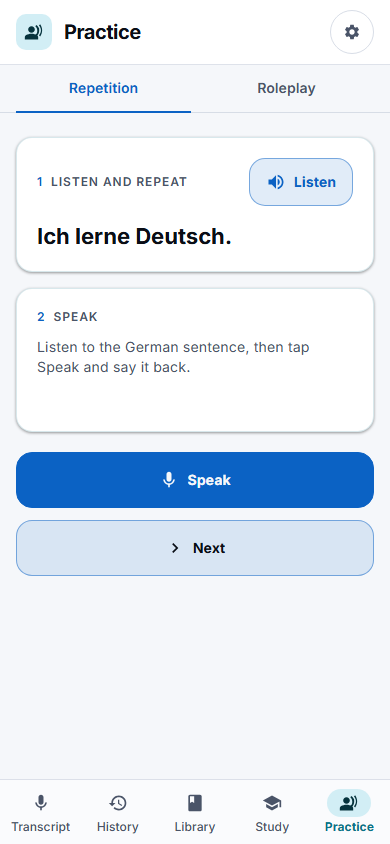 Practice
Repetition Roleplay
1 LISTEN AND REPEAT Listen
Ich lerne Deutsch.
2 SPEAK
Listen to the German sentence, then tap
Speak and say it back.
Speak
Next
Transcript History Library Study Practice